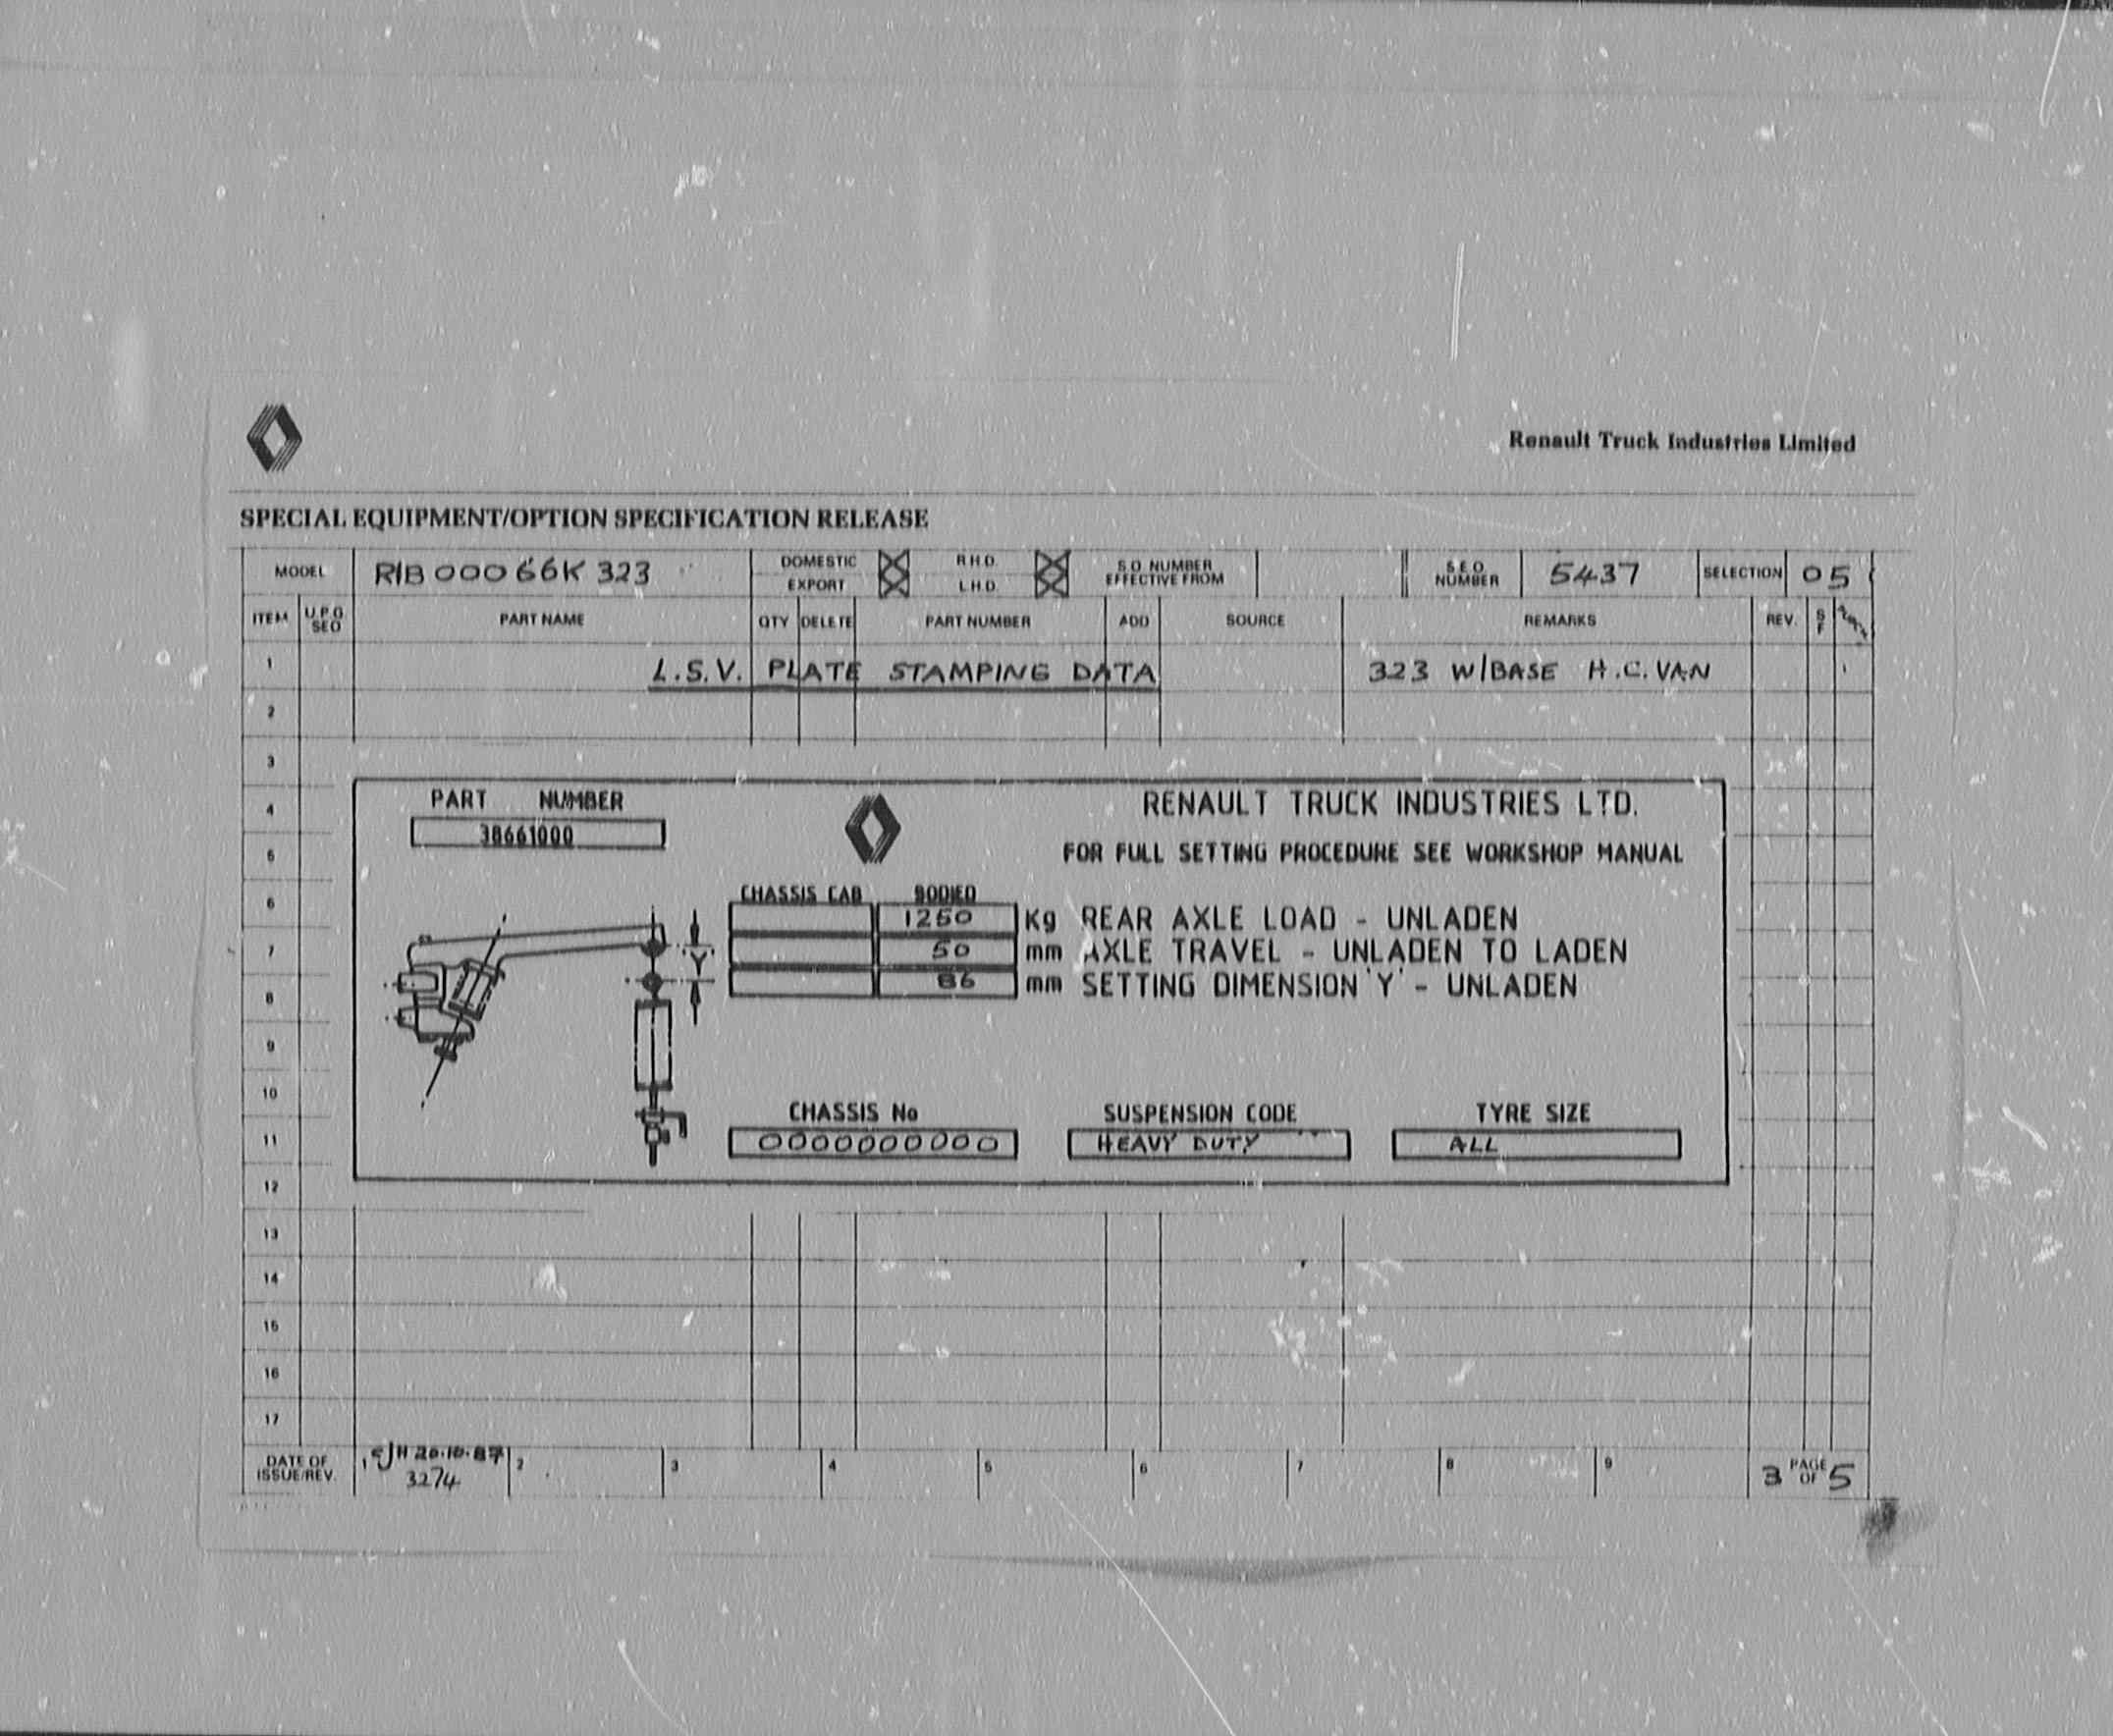 Renault Truck Industries Limited
SPECIAL EQUIPMENT/OPTION SPECIFICATION RELEASE
MODEL RIB00066K 323 DOMESTIC EXPORT R.H.D. L.H.D. S.O. NUMBER EFFECTIVE FROM S.E.O. NUMBER 5437 SELECTION 05
ITEM U.P.G SEO PART NAME QTY DELETE PART NUMBER ADD SOURCE REMARKS REV. S F
1 L.S.V. PLATE STAMPING DATA 323 W/BASE H.C. VAN
2
3
4 PART NUMBER RENAULT TRUCK INDUSTRIES LTD.
38661000
5 FOR FULL SETTING PROCEDURE SEE WORKSHOP MANUAL
CHASSIS CAB BODIED
6 1250 Kg REAR AXLE LOAD - UNLADEN
7 Y 50 mm AXLE TRAVEL - UNLADEN TO LADEN
8 86 mm SETTING DIMENSION 'Y' - UNLADEN
9
10
CHASSIS No SUSPENSION CODE TYRE SIZE
11 0000000000 HEAVY DUTY ALL
12
13
14
15
16
17
DATE OF ISSUE/REV. 1 20.10.87 3274 2 3 4 5 6 7 8 9 3 PAGE OF 5